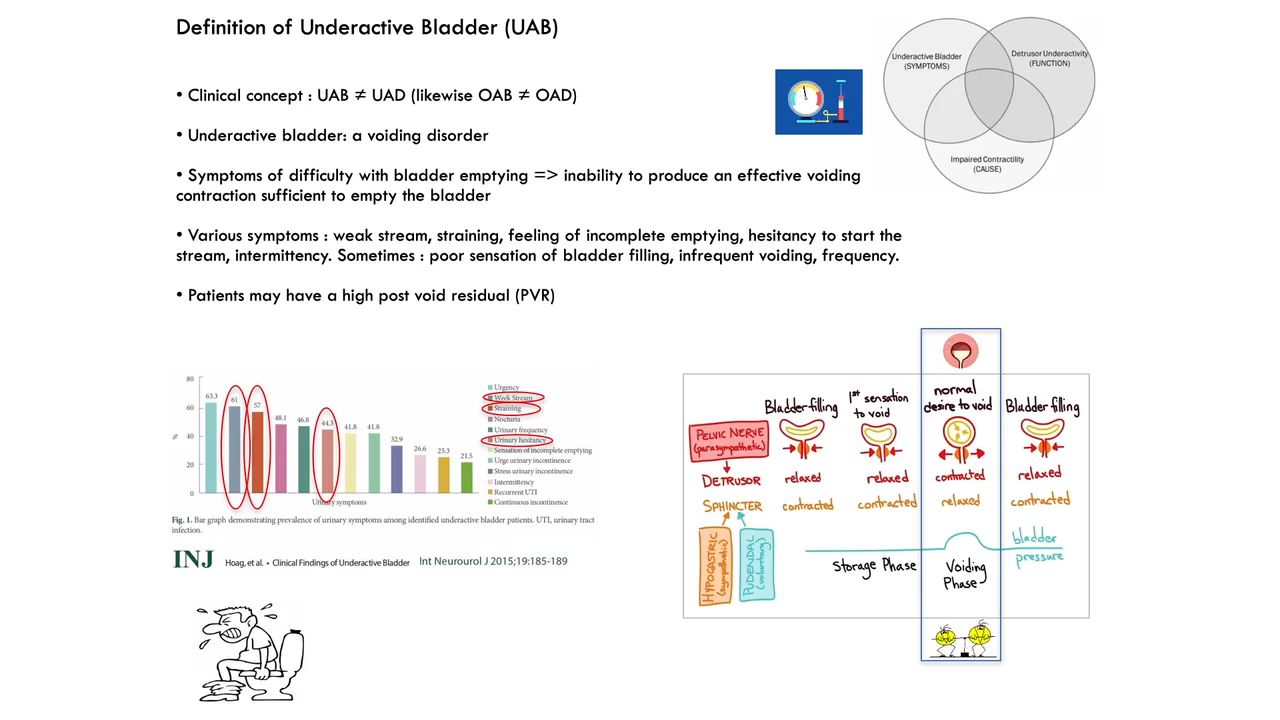 Definition of Underactive Bladder (UAB)
• Clinical concept : UAB ≠ UAD (likewise OAB ≠ OAD)
• Underactive bladder: a voiding disorder
• Symptoms of difficulty with bladder emptying => inability to produce an effective voiding
contraction sufficient to empty the bladder
• Various symptoms : weak stream, straining, feeling of incomplete emptying, hesitancy to start the
stream, intermittency. Sometimes : poor sensation of bladder filling, infrequent voiding, frequency.
• Patients may have a high post void residual (PVR)
Underactive Bladder
(SYMPTOMS)
Detrusor Underactivity
(FUNCTION)
Impaired Contractility
(CAUSE)
80
60
40
20
0
%
63.3
61
57
48.1
46.8
44.3
41.8
41.8
32.9
26.6
25.3
21.5
Urinary symptoms
Urgency
Week Stream
Straining
Nocturia
Urinary frequency
Urinary hesitancy
Sensation of incomplete emptying
Urge urinary incontinence
Stress urinary incontinence
Intermittency
Recurrent UTI
Continuous incontinence
Fig. 1. Bar graph demonstrating prevalence of urinary symptoms among identified underactive bladder patients. UTI, urinary tract
infection.
INJ
Hoag, et al. • Clinical Findings of Underactive Bladder
Int Neurourol J 2015;19:185-189
Bladder filling
1st sensation
to void
normal
desire to void
Bladder filling
PELVIC NERVE
(parasympathetic)
DETRUSOR
relaxed
relaxed
contracted
relaxed
SPHINCTER
contracted
contracted
relaxed
contracted
HYPOGASTRIC
(sympathetic)
PUDENDAL
(voluntary)
Storage Phase
Voiding
Phase
bladder
pressure